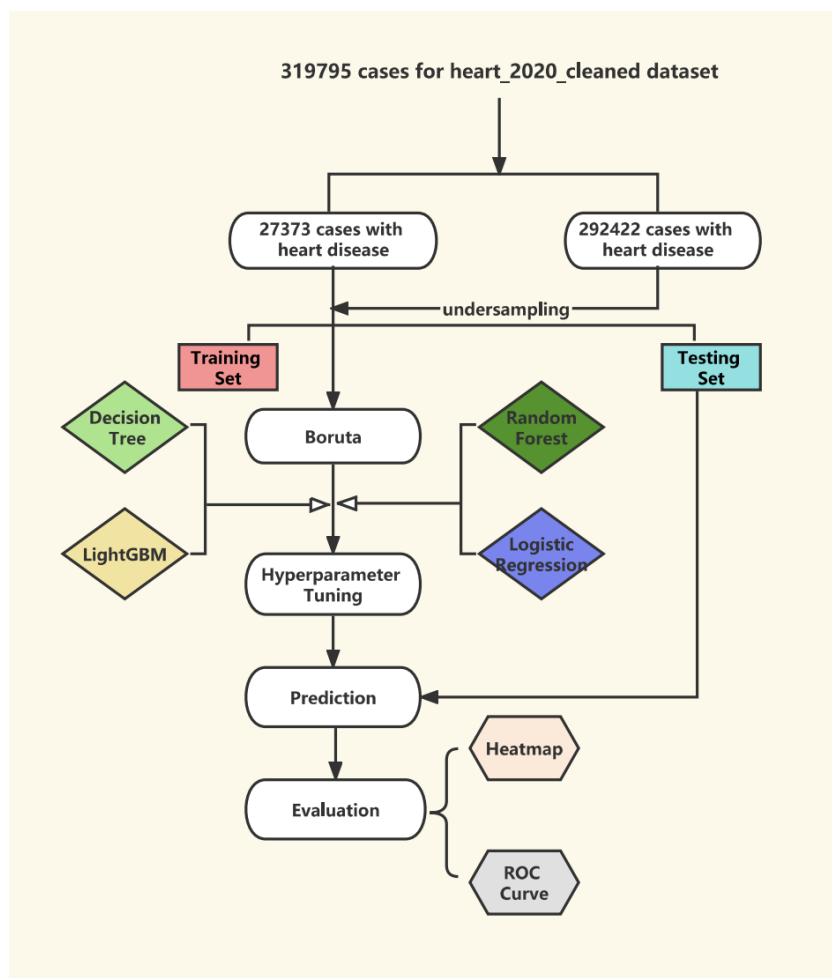 319795 cases for heart_2020_cleaned dataset
27373 cases with
heart disease
292422 cases with
heart disease
undersampling
Training
Set
Testing
Set
Decision
Tree
Boruta
Random
Forest
LightGBM
Logistic
Regression
Hyperparameter
Tuning
Prediction
Heatmap
Evaluation
ROC
Curve